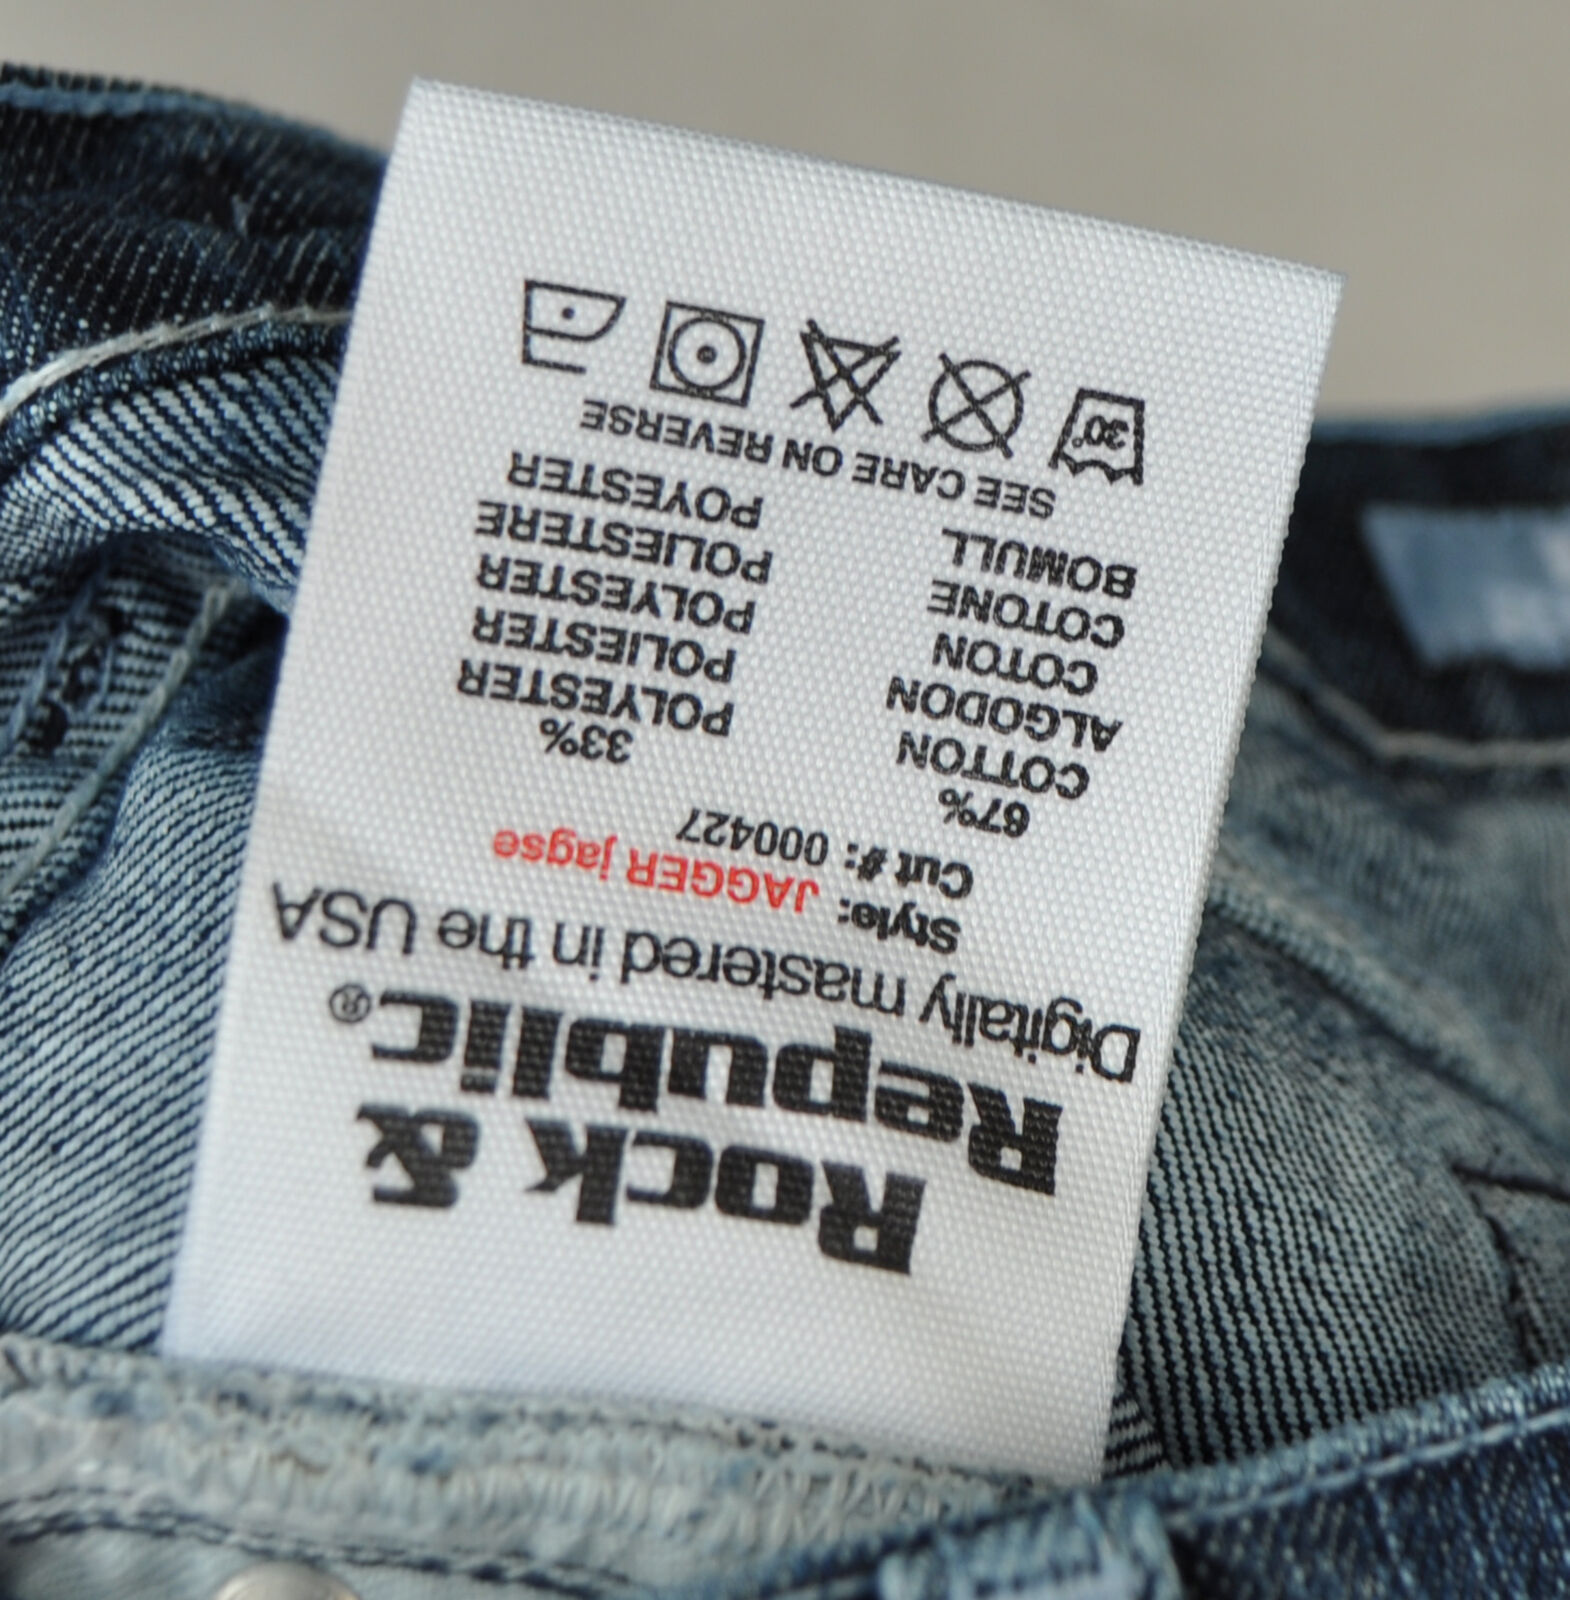 Rock &
Republic®
Digitally mastered in the USA
Style: JAGGER jagse
Cut #: 000427
67% 33%
COTTON POLYESTER
ALGODON POLIESTER
COTON POLYESTER
COTONE POLIESTERE
BOMULL POYESTER
SEE CARE ON REVERSE
30°